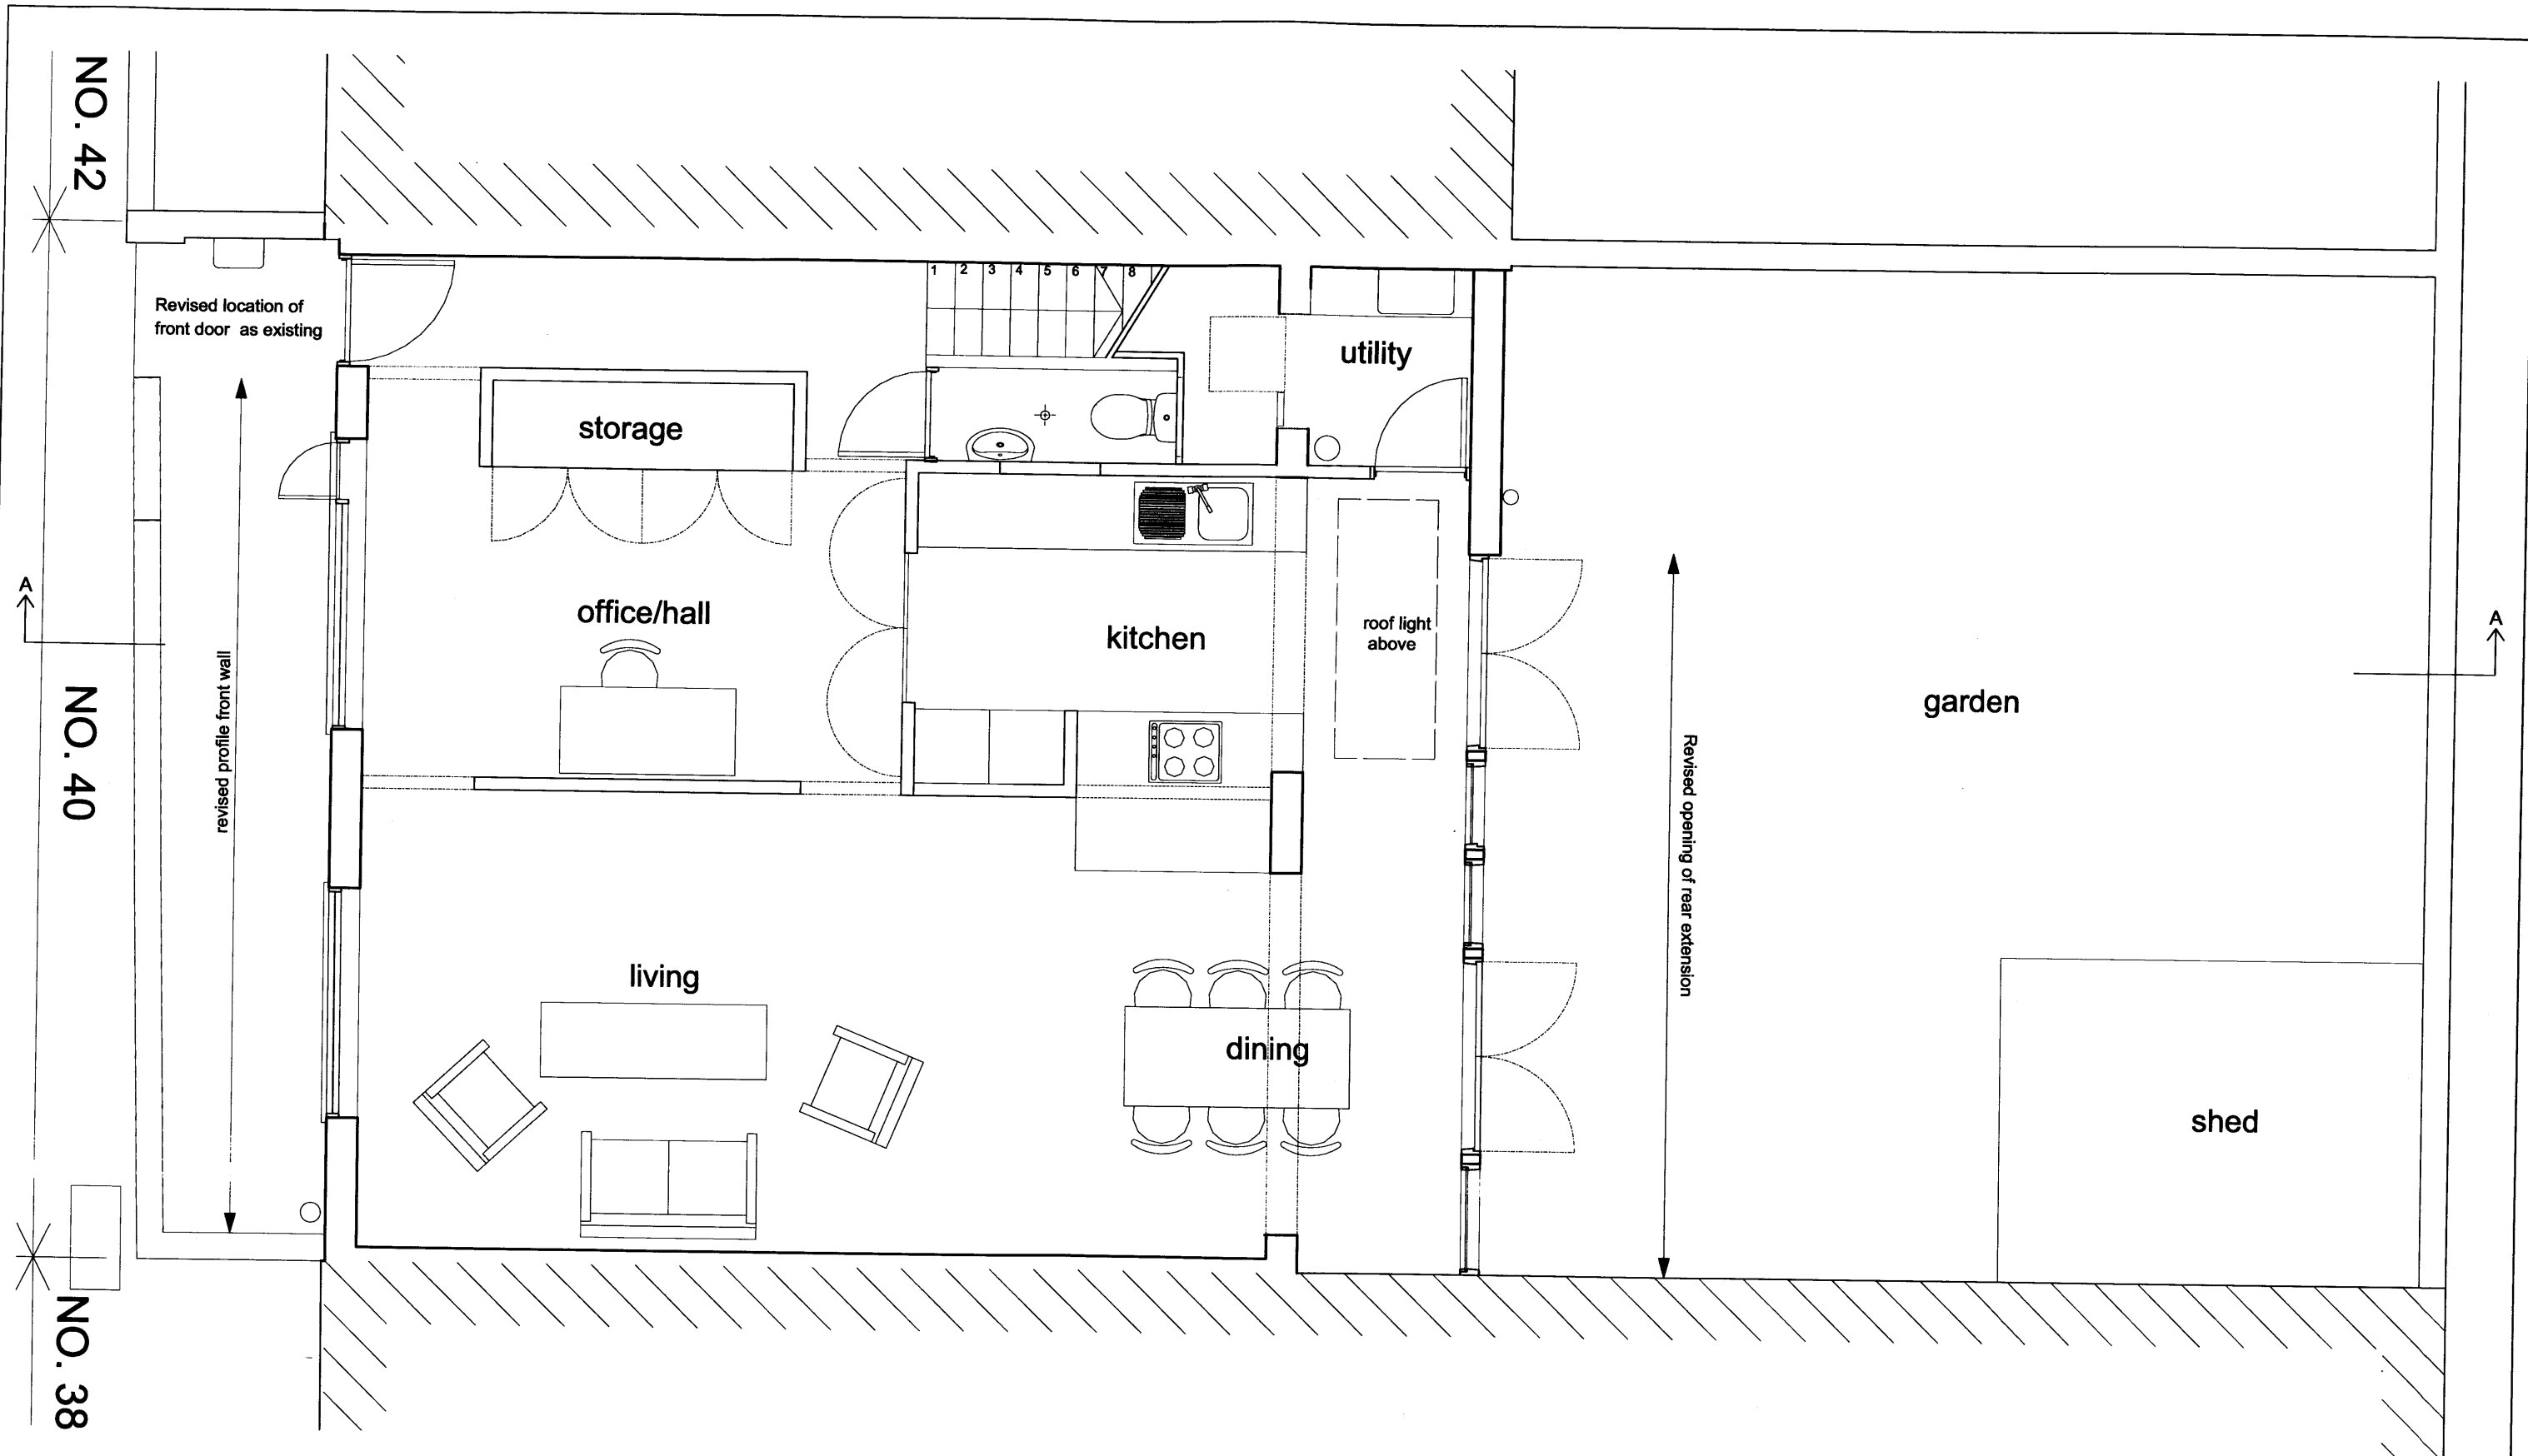 NO. 42
Revised location of
front door as existing
1 2 3 4 5 6 7 8
utility
storage
A
office/hall
kitchen
roof light
above
A
garden
NO. 40
revised profile front wall
Revised opening of rear extension
living
dining
shed
NO. 38